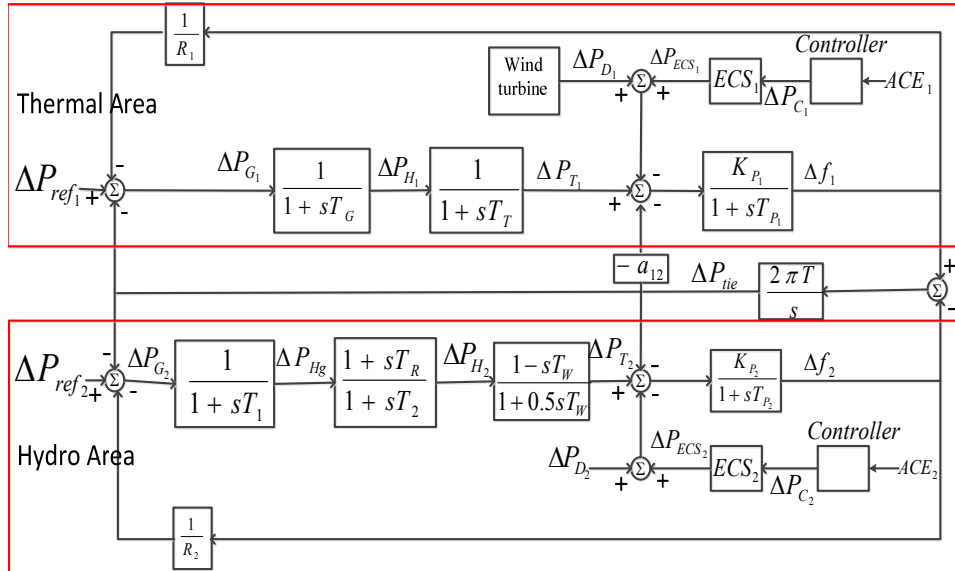 1
R₁
Wind
turbine
ΔP_D₁
+
+
ΔP_ECS₁
ECS₁
ΔP_C₁
Controller
ACE₁
Thermal Area
ΔP_ref₁
+
-
-
Σ
ΔP_G₁
1
1 + sT_G
ΔP_H₁
1
1 + sT_T
ΔP_T₁
+
-
-
Σ
K_P₁
1 + sT_P₁
Δf₁
Σ
- a₁₂
ΔP_tie
2 π T
s
+
-
Σ
ΔP_ref₂
+
-
-
Σ
ΔP_G₂
1
1 + sT₁
ΔP_Hg
1 + sT_R
1 + sT₂
ΔP_H₂
1 - sT_W
1 + 0.5sT_W
ΔP_T₂
+
-
-
Σ
K_P₂
1 + sT_P₂
Δf₂
Hydro Area
ΔP_D₂
+
+
Σ
ΔP_ECS₂
ECS₂
ΔP_C₂
Controller
ACE₂
1
R₂